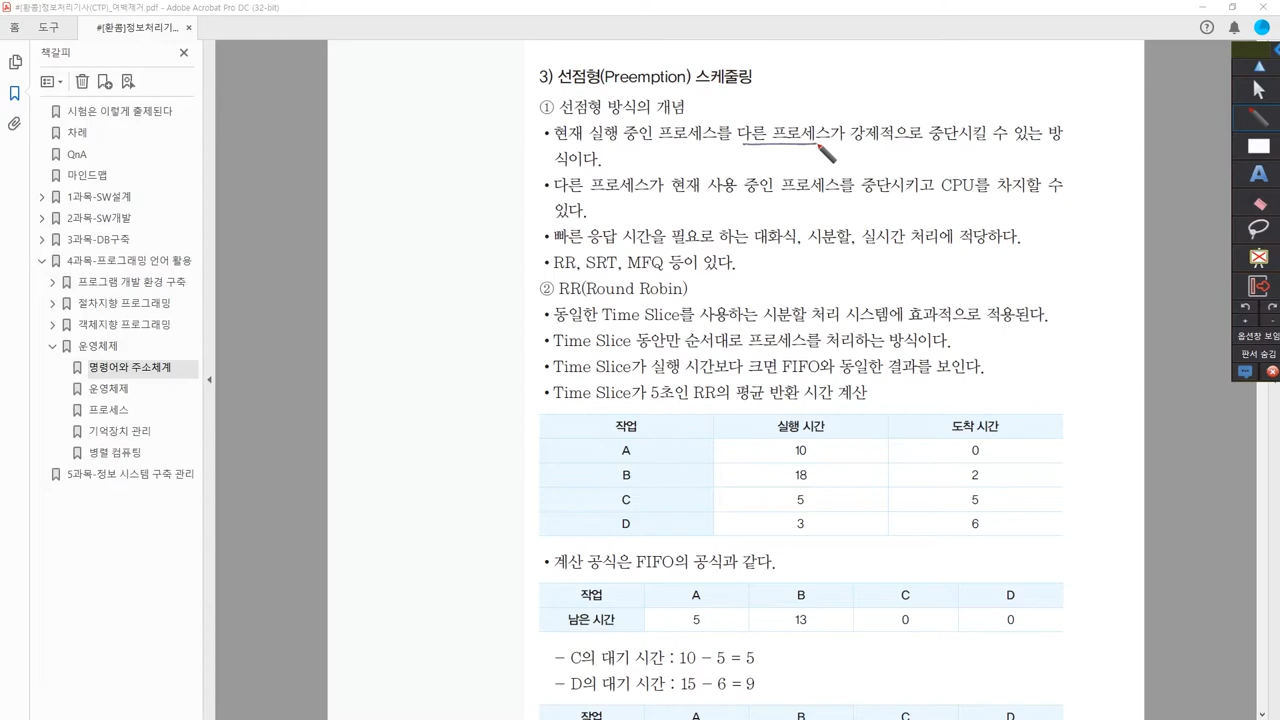 #[환콤]정보처리기사(CTP)_여백제거.pdf - Adobe Acrobat Pro DC (32-bit)
홈
도구
#[환콤]정보처리기...
책갈피
시험은 이렇게 출제된다
차례
QnA
마인드맵
1과목-SW설계
2과목-SW개발
3과목-DB구축
4과목-프로그래밍 언어 활용
프로그램 개발 환경 구축
절차지향 프로그래밍
객체지향 프로그래밍
운영체제
명령어와 주소체계
운영체제
프로세스
기억장치 관리
병렬 컴퓨팅
5과목-정보 시스템 구축 관리
3) 선점형(Preemption) 스케줄링
① 선점형 방식의 개념
• 현재 실행 중인 프로세스를 다른 프로세스가 강제적으로 중단시킬 수 있는 방
식이다.
• 다른 프로세스가 현재 사용 중인 프로세스를 중단시키고 CPU를 차지할 수
있다.
• 빠른 응답 시간을 필요로 하는 대화식, 시분할, 실시간 처리에 적당하다.
• RR, SRT, MFQ 등이 있다.
② RR(Round Robin)
• 동일한 Time Slice를 사용하는 시분할 처리 시스템에 효과적으로 적용된다.
• Time Slice 동안만 순서대로 프로세스를 처리하는 방식이다.
• Time Slice가 실행 시간보다 크면 FIFO와 동일한 결과를 보인다.
• Time Slice가 5초인 RR의 평균 반환 시간 계산
작업 실행 시간 도착 시간
A 10 0
B 18 2
C 5 5
D 3 6
• 계산 공식은 FIFO의 공식과 같다.
작업 A B C D
남은 시간 5 13 0 0
− C의 대기 시간 : 10 − 5 = 5
− D의 대기 시간 : 15 − 6 = 9
작업 A B C D
A
옵션창 보임
판서 숨김